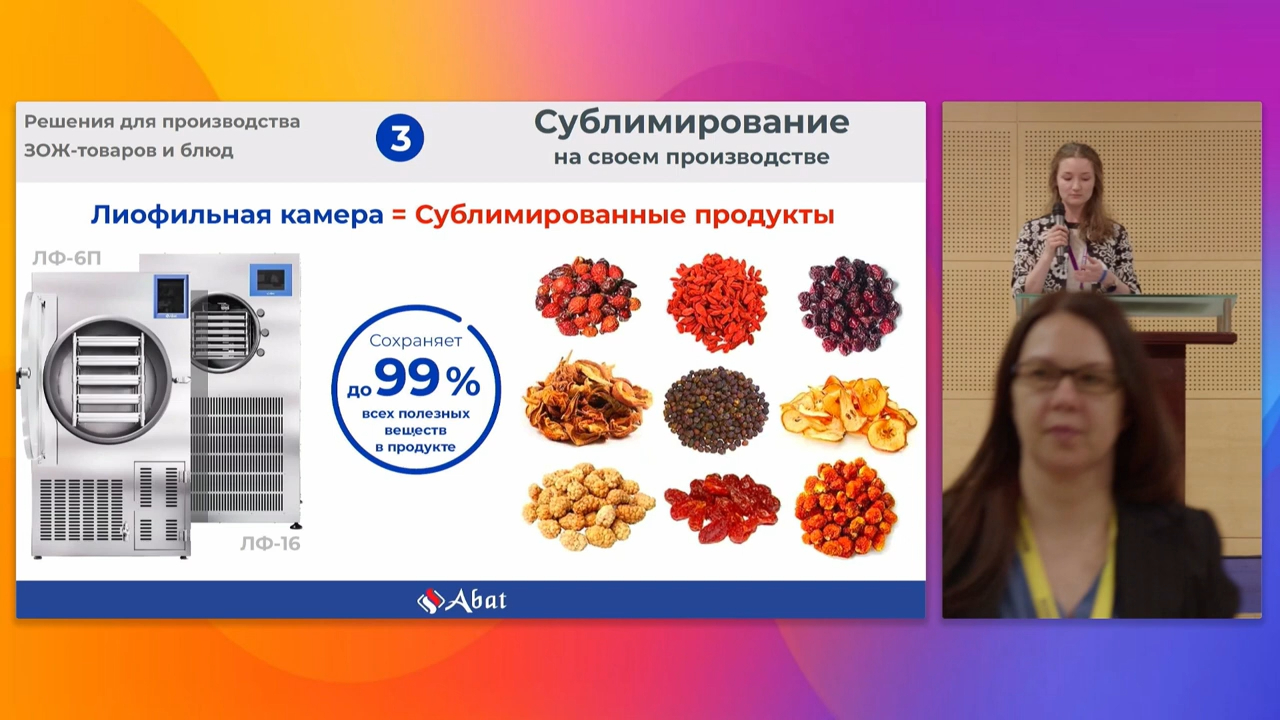 Решения для производства
ЗОЖ-товаров и блюд
3
Сублимирование
на своем производстве
Лиофильная камера = Сублимированные продукты
ЛФ-6П
Сохраняет
до 99%
всех полезных
веществ
в продукте
ЛФ-16
Abat